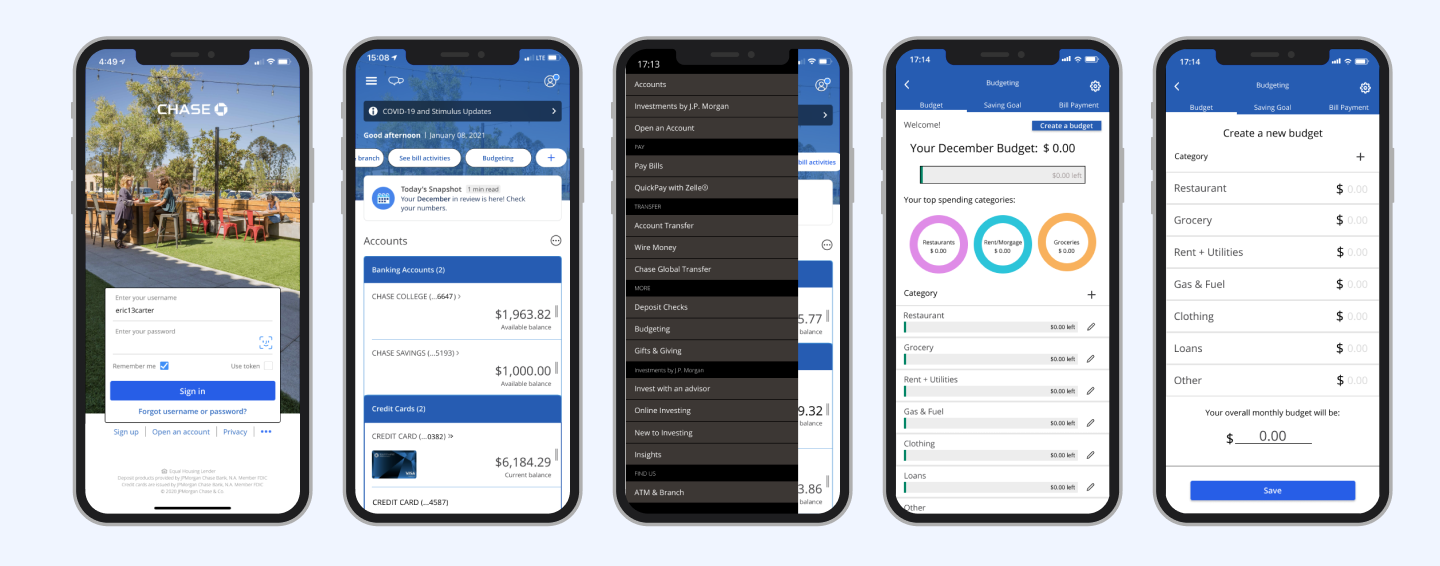 4:49
CHASE
Enter your username
eric13carter
Enter your password
Remember me
Use token
Sign in
Forgot username or password?
Sign up | Open an account | Privacy | •••
Equal Housing Lender
Deposit products provided by JPMorgan Chase Bank, N.A. Member FDIC
Credit cards are issued by JPMorgan Chase Bank, N.A. Member FDIC
© 2020 JPMorgan Chase & Co.
15:08
LTE
COVID-19 and Stimulus Updates
Good afternoon | January 08, 2021
branch
See bill activities
Budgeting
+
Today's Snapshot 1 min read
Your December in review is here! Check
your numbers.
Accounts
Banking Accounts (2)
CHASE COLLEGE (...6647)
$1,963.82
Available balance
CHASE SAVINGS (...5193)
$1,000.00
Available balance
Credit Cards (2)
CREDIT CARD (...0382)
VISA
$6,184.29
Current balance
CREDIT CARD (...4587)
17:13
Accounts
Investments by J.P. Morgan
Open an Account
PAY
Pay Bills
QuickPay with Zelle®
TRANSFER
Account Transfer
Wire Money
Chase Global Transfer
MORE
Deposit Checks
Budgeting
Gifts & Giving
Investments by J.P. Morgan
Invest with an advisor
Online Investing
New to Investing
Insights
FIND US
ATM & Branch
bill activities
5.77
balance
9.32
balance
3.86
balance
17:14
Budgeting
Budget
Saving Goal
Bill Payment
Welcome!
Create a budget
Your December Budget: $ 0.00
$0.00 left
Your top spending categories:
Restaurants
$ 0.00
Rent/Morgage
$ 0.00
Groceries
$ 0.00
Category
+
Restaurant
$0.00 left
Grocery
$0.00 left
Rent + Utilities
$0.00 left
Gas & Fuel
$0.00 left
Clothing
$0.00 left
Loans
$0.00 left
Other
17:14
Budgeting
Budget
Saving Goal
Bill Payment
Create a new budget
Category
+
Restaurant $ 0.00
Grocery $ 0.00
Rent + Utilities $ 0.00
Gas & Fuel $ 0.00
Clothing $ 0.00
Loans $ 0.00
Other $ 0.00
Your overall monthly budget will be:
$ 0.00
Save